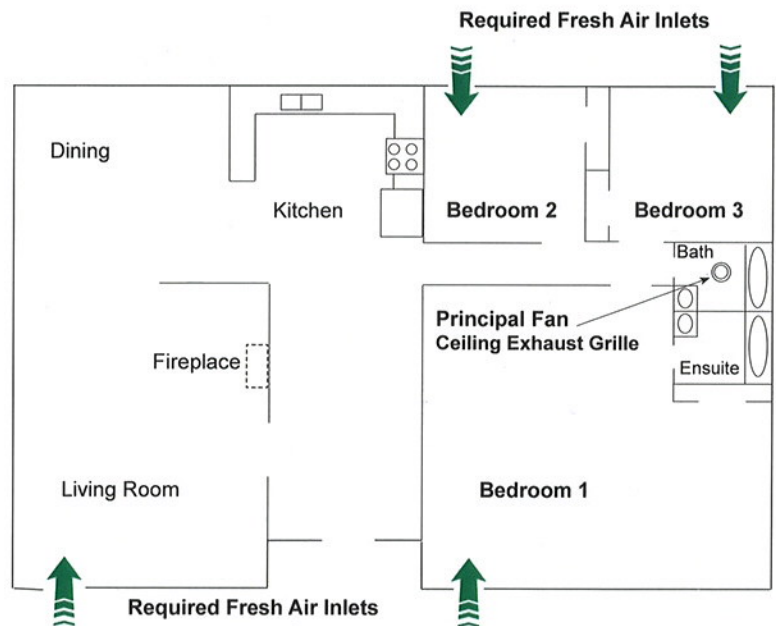 Required Fresh Air Inlets
Dining
Kitchen
Bedroom 2
Bedroom 3
Bath
Principal Fan
Ceiling Exhaust Grille
Fireplace
Ensuite
Living Room
Bedroom 1
Required Fresh Air Inlets